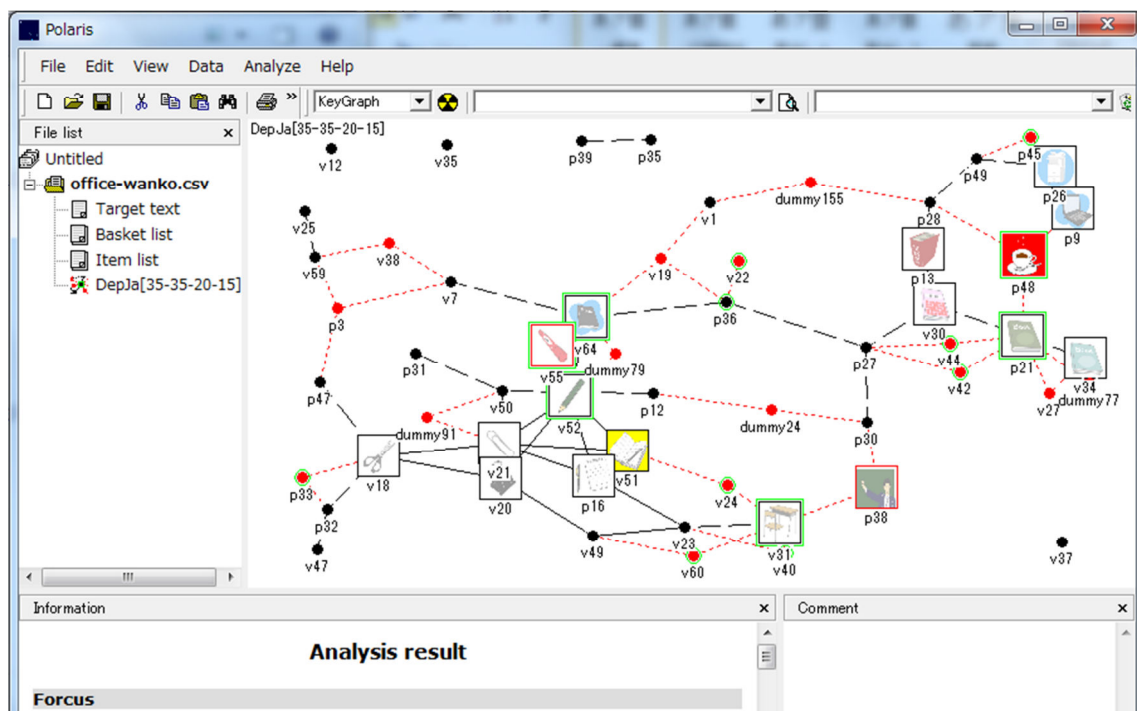 Polaris
File Edit View Data Analyze Help
» KeyGraph
File list
Untitled
office-wanko.csv
Target text
Basket list
Item list
DepJa[35-35-20-15]
DepJa[35-35-20-15]
v12
v35
p39
p35
p45
p49
p26
v25
v1
dummy155
p28
p9
v59
v38
v19
v22
p13
p48
v7
p3
p36
v30
v64
v44
p21
p31
v55
dummy79
p27
v42
v34
v27
dummy77
p47
v50
p12
dummy91
v52
dummy24
p30
v21
v51
p33
v18
v20
p16
v24
p38
p32
v49
v23
v31
v47
v60
v40
v37
Information
Comment
Analysis result
Forcus